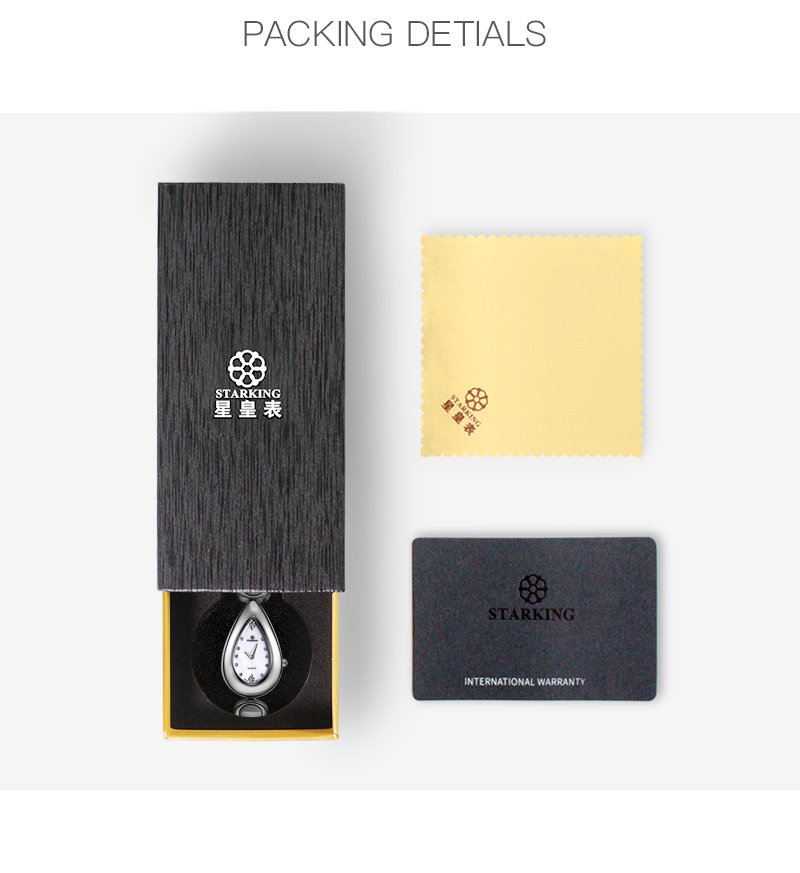 PACKING DETIALS
STARKING
星皇表
STARKING
星皇表
STARKING
INTERNATIONAL WARRANTY